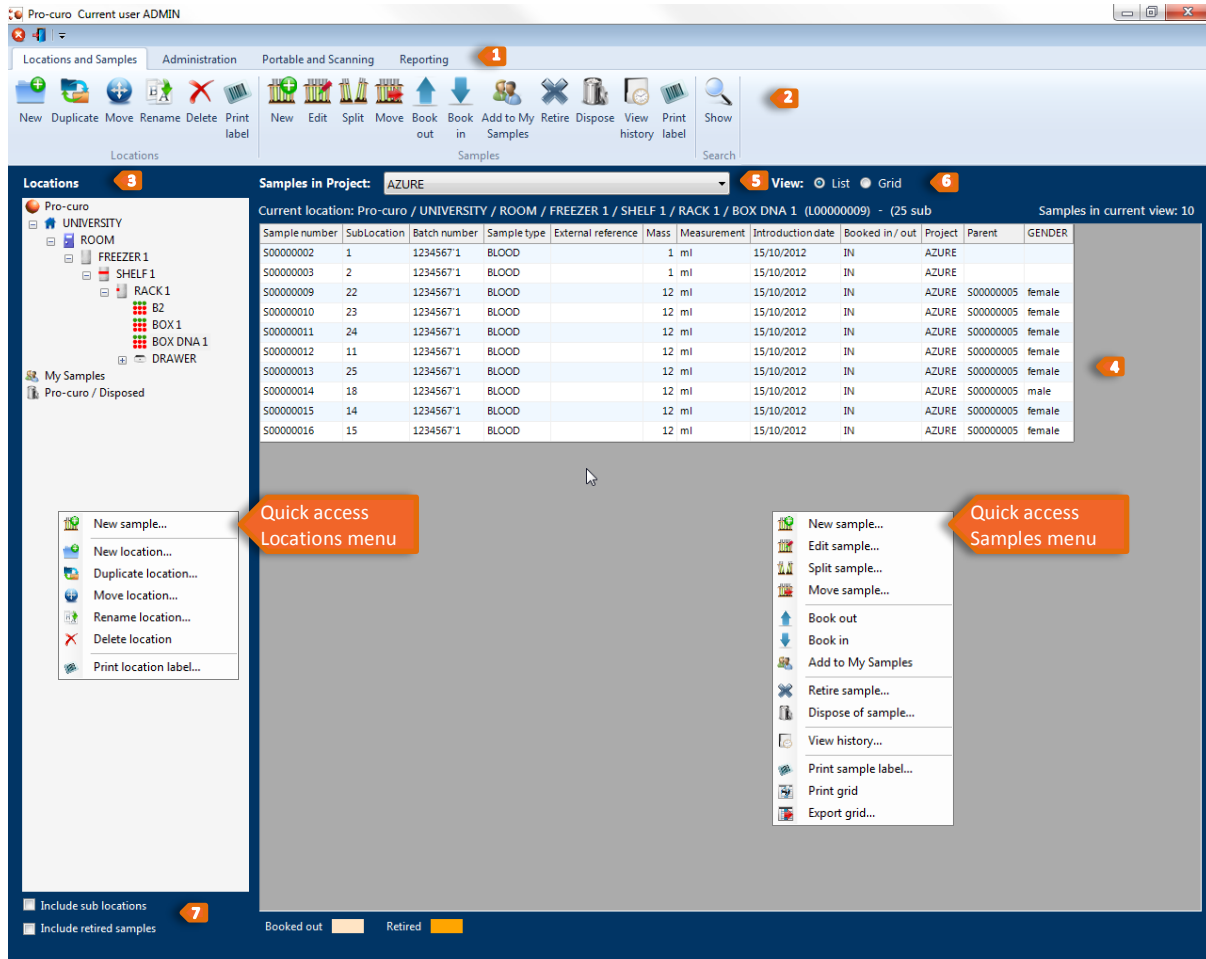 Pro-curo Current user ADMIN
Locations and Samples Administration Portable and Scanning Reporting 1
New Duplicate Move Rename Delete Print label New Edit Split Move Book out Book in Add to My Samples Retire Dispose View history Print label Show 2
Locations Samples Search
Locations 3 Samples in Project: AZURE 5 View: List Grid 6
Current location: Pro-curo / UNIVERSITY / ROOM / FREEZER 1 / SHELF 1 / RACK 1 / BOX DNA 1 (L00000009) - (25 sub Samples in current view: 10
Pro-curo
UNIVERSITY
ROOM
FREEZER 1
SHELF 1
RACK 1
B2
BOX 1
BOX DNA 1
DRAWER
My Samples
Pro-curo / Disposed
Sample number SubLocation Batch number Sample type External reference Mass Measurement Introduction date Booked in / out Project Parent GENDER
S00000002 1 1234567'1 BLOOD 1 ml 15/10/2012 IN AZURE
S00000003 2 1234567'1 BLOOD 1 ml 15/10/2012 IN AZURE
S00000009 22 1234567'1 BLOOD 12 ml 15/10/2012 IN AZURE S00000005 female
S00000010 23 1234567'1 BLOOD 12 ml 15/10/2012 IN AZURE S00000005 female
S00000011 24 1234567'1 BLOOD 12 ml 15/10/2012 IN AZURE S00000005 female
S00000012 11 1234567'1 BLOOD 12 ml 15/10/2012 IN AZURE S00000005 female
S00000013 25 1234567'1 BLOOD 12 ml 15/10/2012 IN AZURE S00000005 female
S00000014 18 1234567'1 BLOOD 12 ml 15/10/2012 IN AZURE S00000005 male
S00000015 14 1234567'1 BLOOD 12 ml 15/10/2012 IN AZURE S00000005 female
S00000016 15 1234567'1 BLOOD 12 ml 15/10/2012 IN AZURE S00000005 female
4
New sample...
New location...
Duplicate location...
Move location...
Rename location...
Delete location
Print location label...
Quick access
Locations menu
New sample...
Edit sample...
Split sample...
Move sample...
Book out
Book in
Add to My Samples
Retire sample...
Dispose of sample...
View history...
Print sample label...
Print grid
Export grid...
Quick access
Samples menu
Include sub locations
Include retired samples
7
Booked out Retired